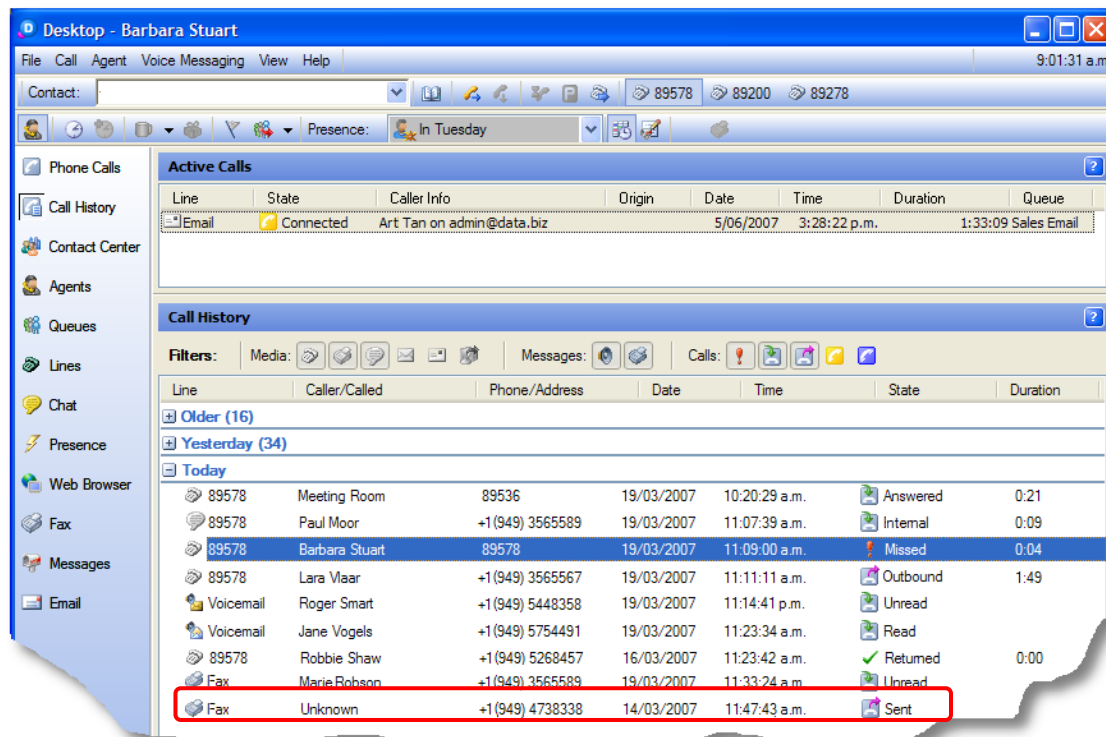 Desktop - Barbara Stuart
File Call Agent Voice Messaging View Help 9:01:31 a.m
Contact: 89578 89200 89278
Presence: In Tuesday
Phone Calls
Call History
Contact Center
Agents
Queues
Lines
Chat
Presence
Web Browser
Fax
Messages
Email
Active Calls
Line State Caller Info Origin Date Time Duration Queue
Email Connected Art Tan on admin@data.biz 5/06/2007 3:28:22 p.m. 1:33:09 Sales Email
Call History
Filters: Media: Messages: Calls:
Line Caller/Called Phone/Address Date Time State Duration
Older (16)
Yesterday (34)
Today
89578 Meeting Room 89536 19/03/2007 10:20:29 a.m. Answered 0:21
89578 Paul Moor +1(949) 3565589 19/03/2007 11:07:39 a.m. Internal 0:09
89578 Barbara Stuart 89578 19/03/2007 11:09:00 a.m. Missed 0:04
89578 Lara Vlaar +1(949) 3565567 19/03/2007 11:11:11 a.m. Outbound 1:49
Voicemail Roger Smart +1(949) 5448358 19/03/2007 11:14:41 p.m. Unread
Voicemail Jane Vogels +1(949) 5754491 19/03/2007 11:23:34 a.m. Read
89578 Robbie Shaw +1(949) 5268457 16/03/2007 11:23:42 a.m. Returned 0:00
Fax Marie Robson +1(949) 3565589 19/03/2007 11:33:24 a.m. Unread
Fax Unknown +1(949) 4738338 14/03/2007 11:47:43 a.m. Sent